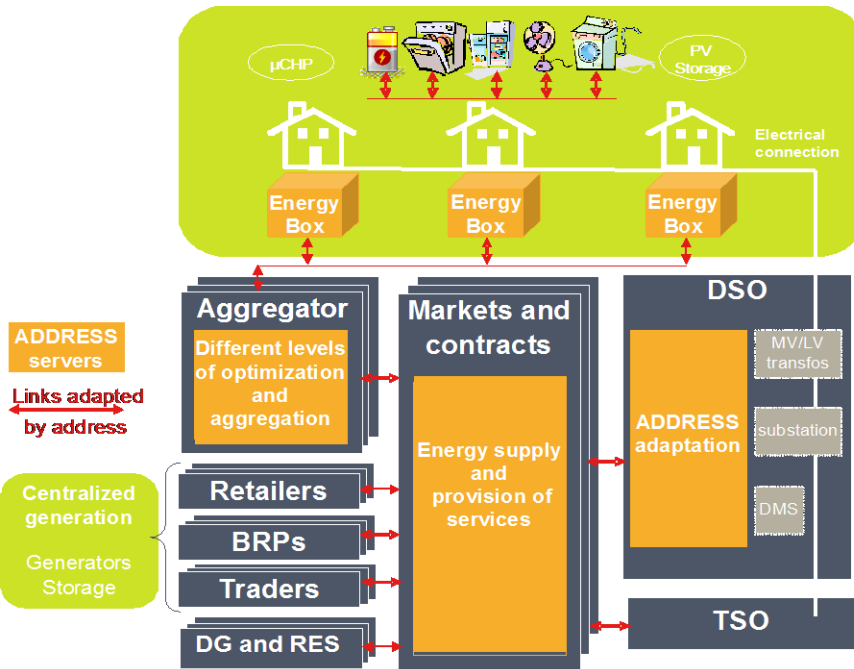 µCHP
PV
Storage
Electrical
connection
Energy
Box
Energy
Box
Energy
Box
Aggregator
Different levels
of optimization
and
aggregation
Markets and
contracts
Energy supply
and
provision of
services
DSO
ADDRESS
adaptation
MV/LV
transfos
substation
DMS
TSO
ADDRESS
servers
Links adapted
by address
Centralized
generation
Generators
Storage
Retailers
BRPs
Traders
DG and RES